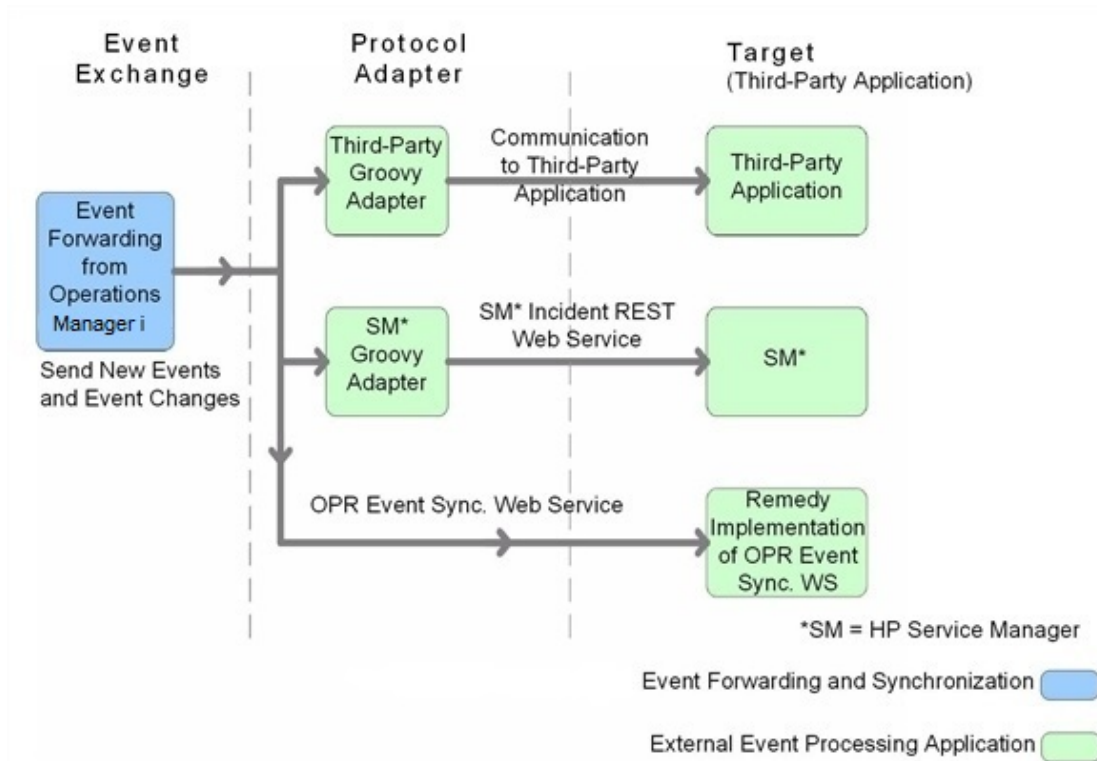 Event
Exchange
Protocol
Adapter
Target
(Third-Party Application)
Event
Forwarding
from
Operations
Manager i
Send New Events
and Event Changes
Third-Party
Groovy
Adapter
Communication
to Third-Party
Application
Third-Party
Application
SM*
Groovy
Adapter
SM* Incident REST
Web Service
SM*
OPR Event Sync. Web Service
Remedy
Implementation
of OPR Event
Sync. WS
*SM = HP Service Manager
Event Forwarding and Synchronization
External Event Processing Application